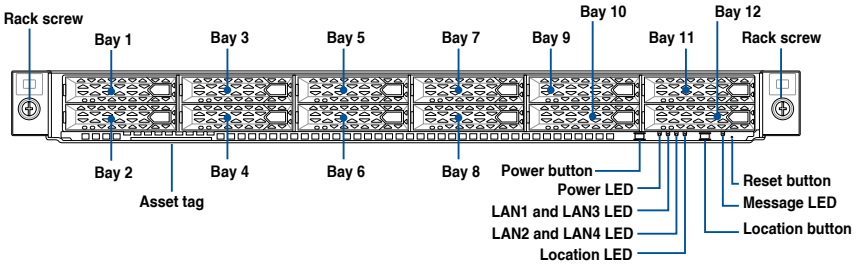 Bay 10
Bay 12
Rack screw
Bay 1
Bay 3
Bay 5
Bay 7
Bay 9
Bay 11
Rack screw
Bay 2
Bay 4
Bay 6
Bay 8
Power button
Asset tag
Power LED
Reset button
LAN1 and LAN3 LED
Message LED
LAN2 and LAN4 LED
Location button
Location LED